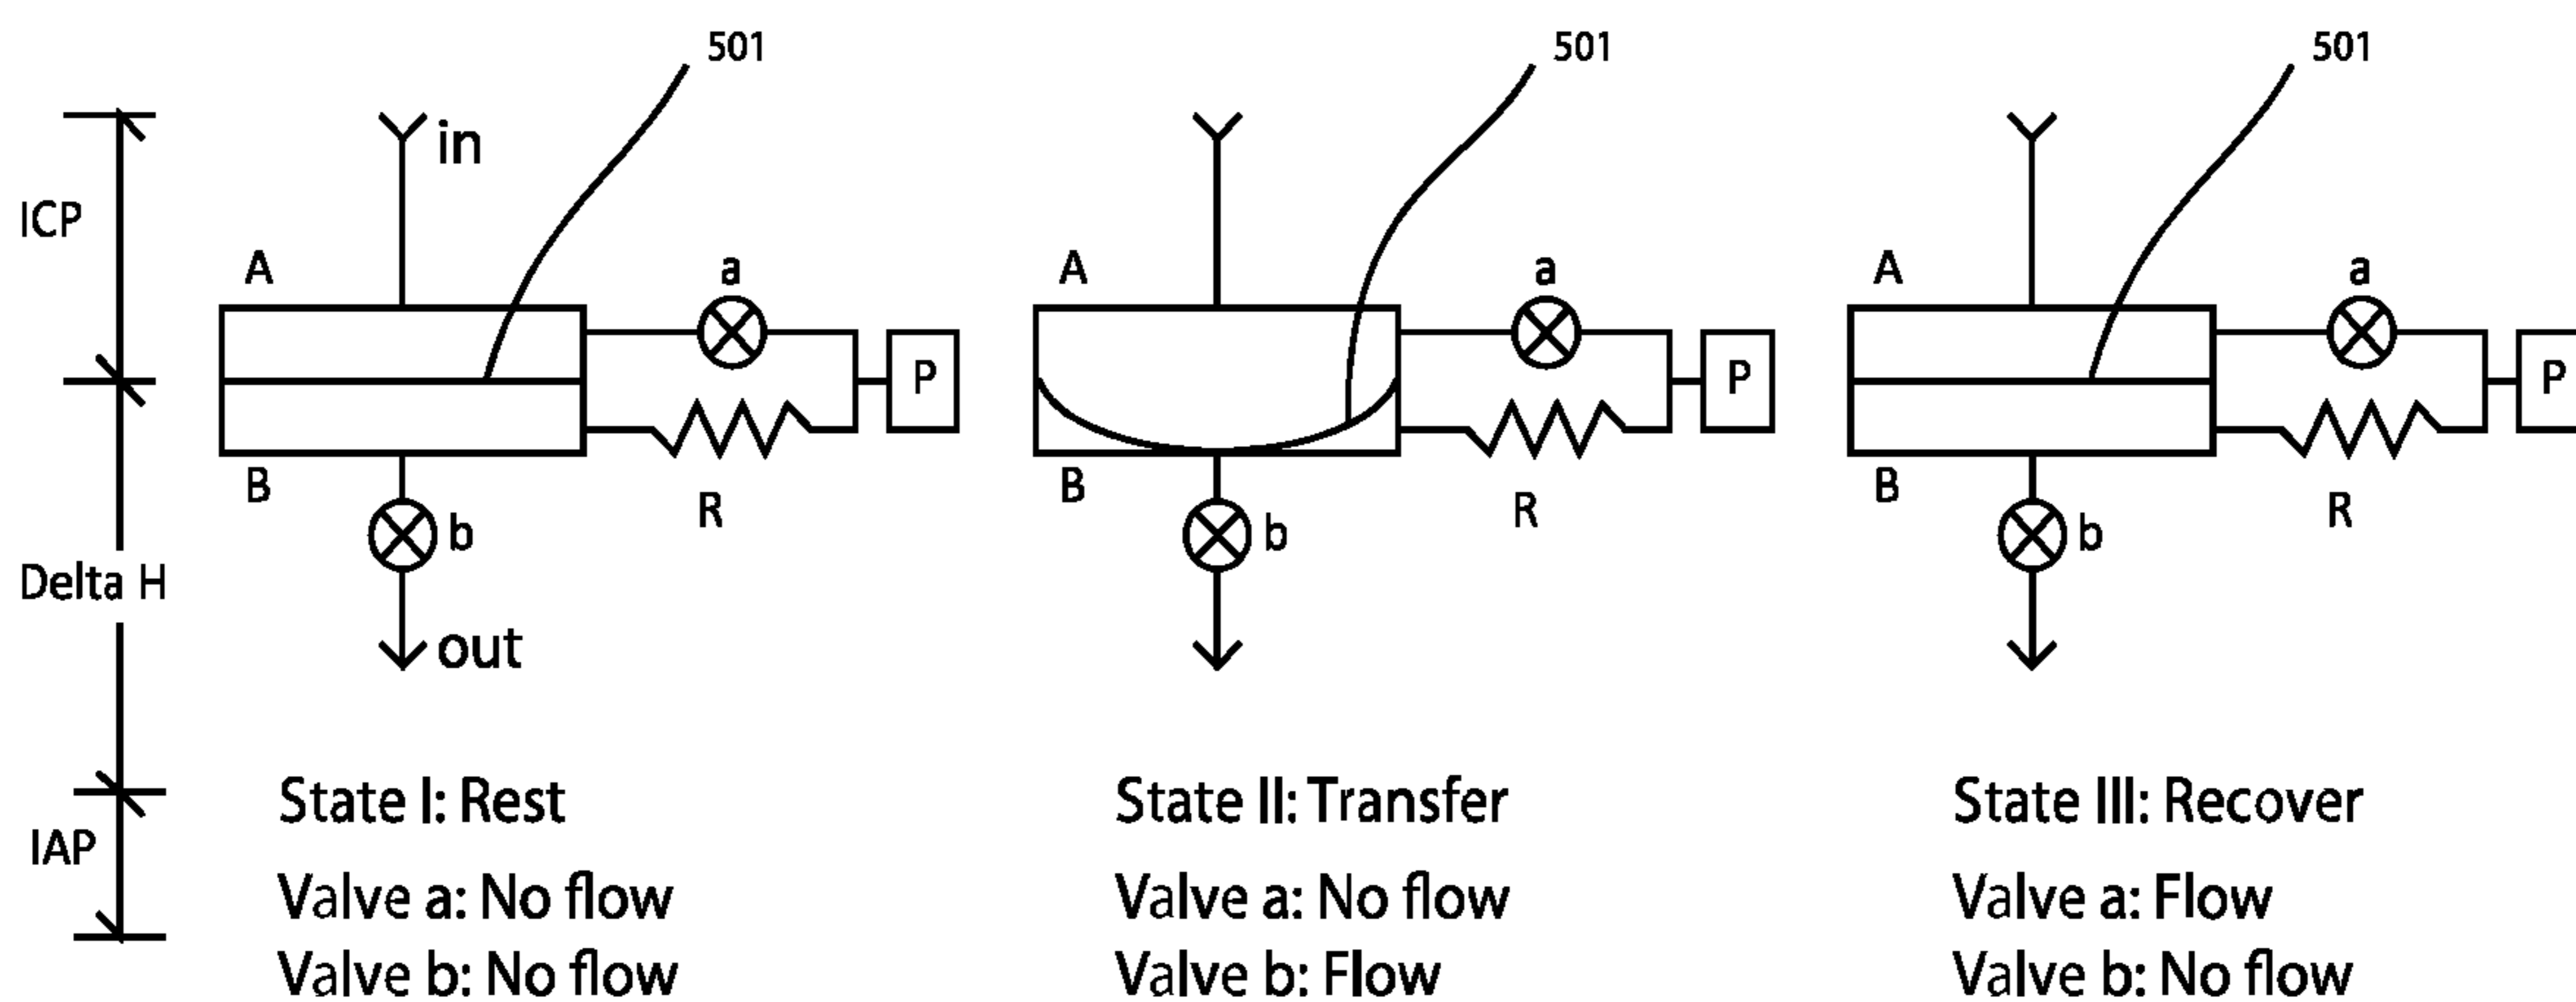 501
501
501
in
ICP
A
a
P
B
R
b
Delta H
out
A
a
P
B
R
b
A
a
P
B
R
b
IAP
State I: Rest
Valve a: No flow
Valve b: No flow
State II: Transfer
Valve a: No flow
Valve b: Flow
State III: Recover
Valve a: Flow
Valve b: No flow